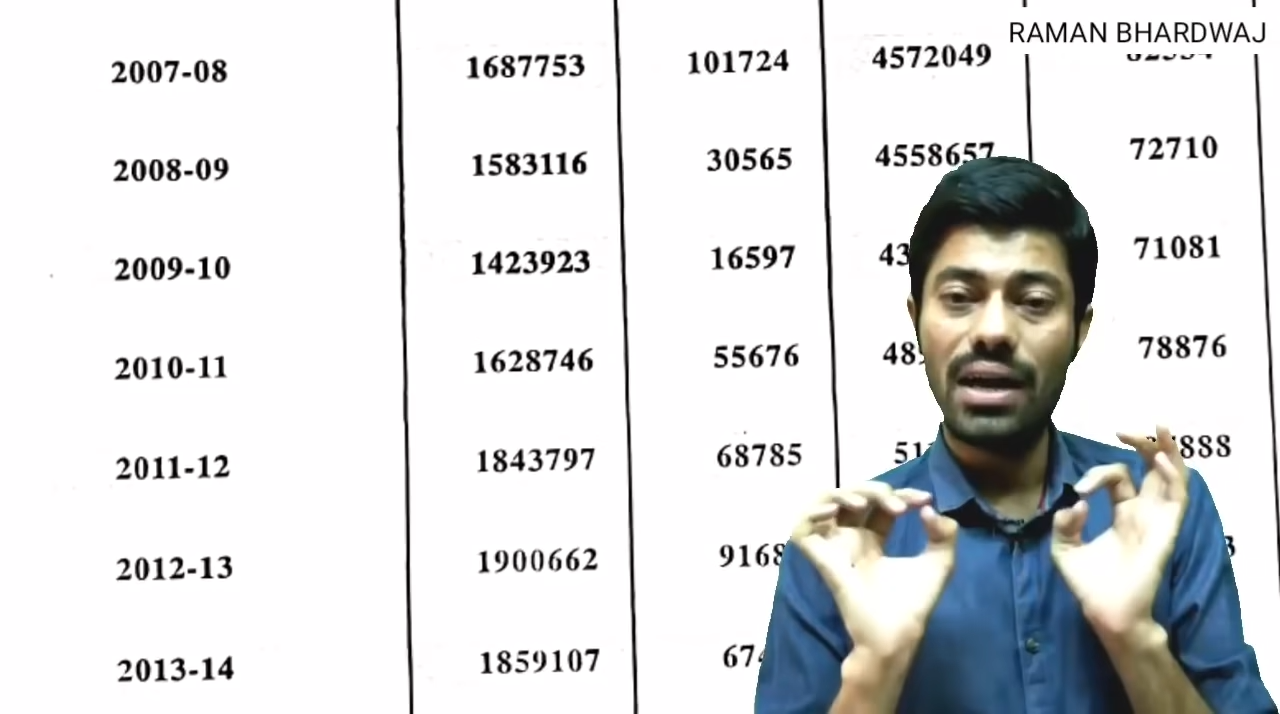 RAMAN BHARDWAJ
2007-08 1687753 101724 4572049
2008-09 1583116 30565 4558657 72710
2009-10 1423923 16597 71081
2010-11 1628746 55676 78876
2011-12 1843797 68785
2012-13 1900662
2013-14 1859107